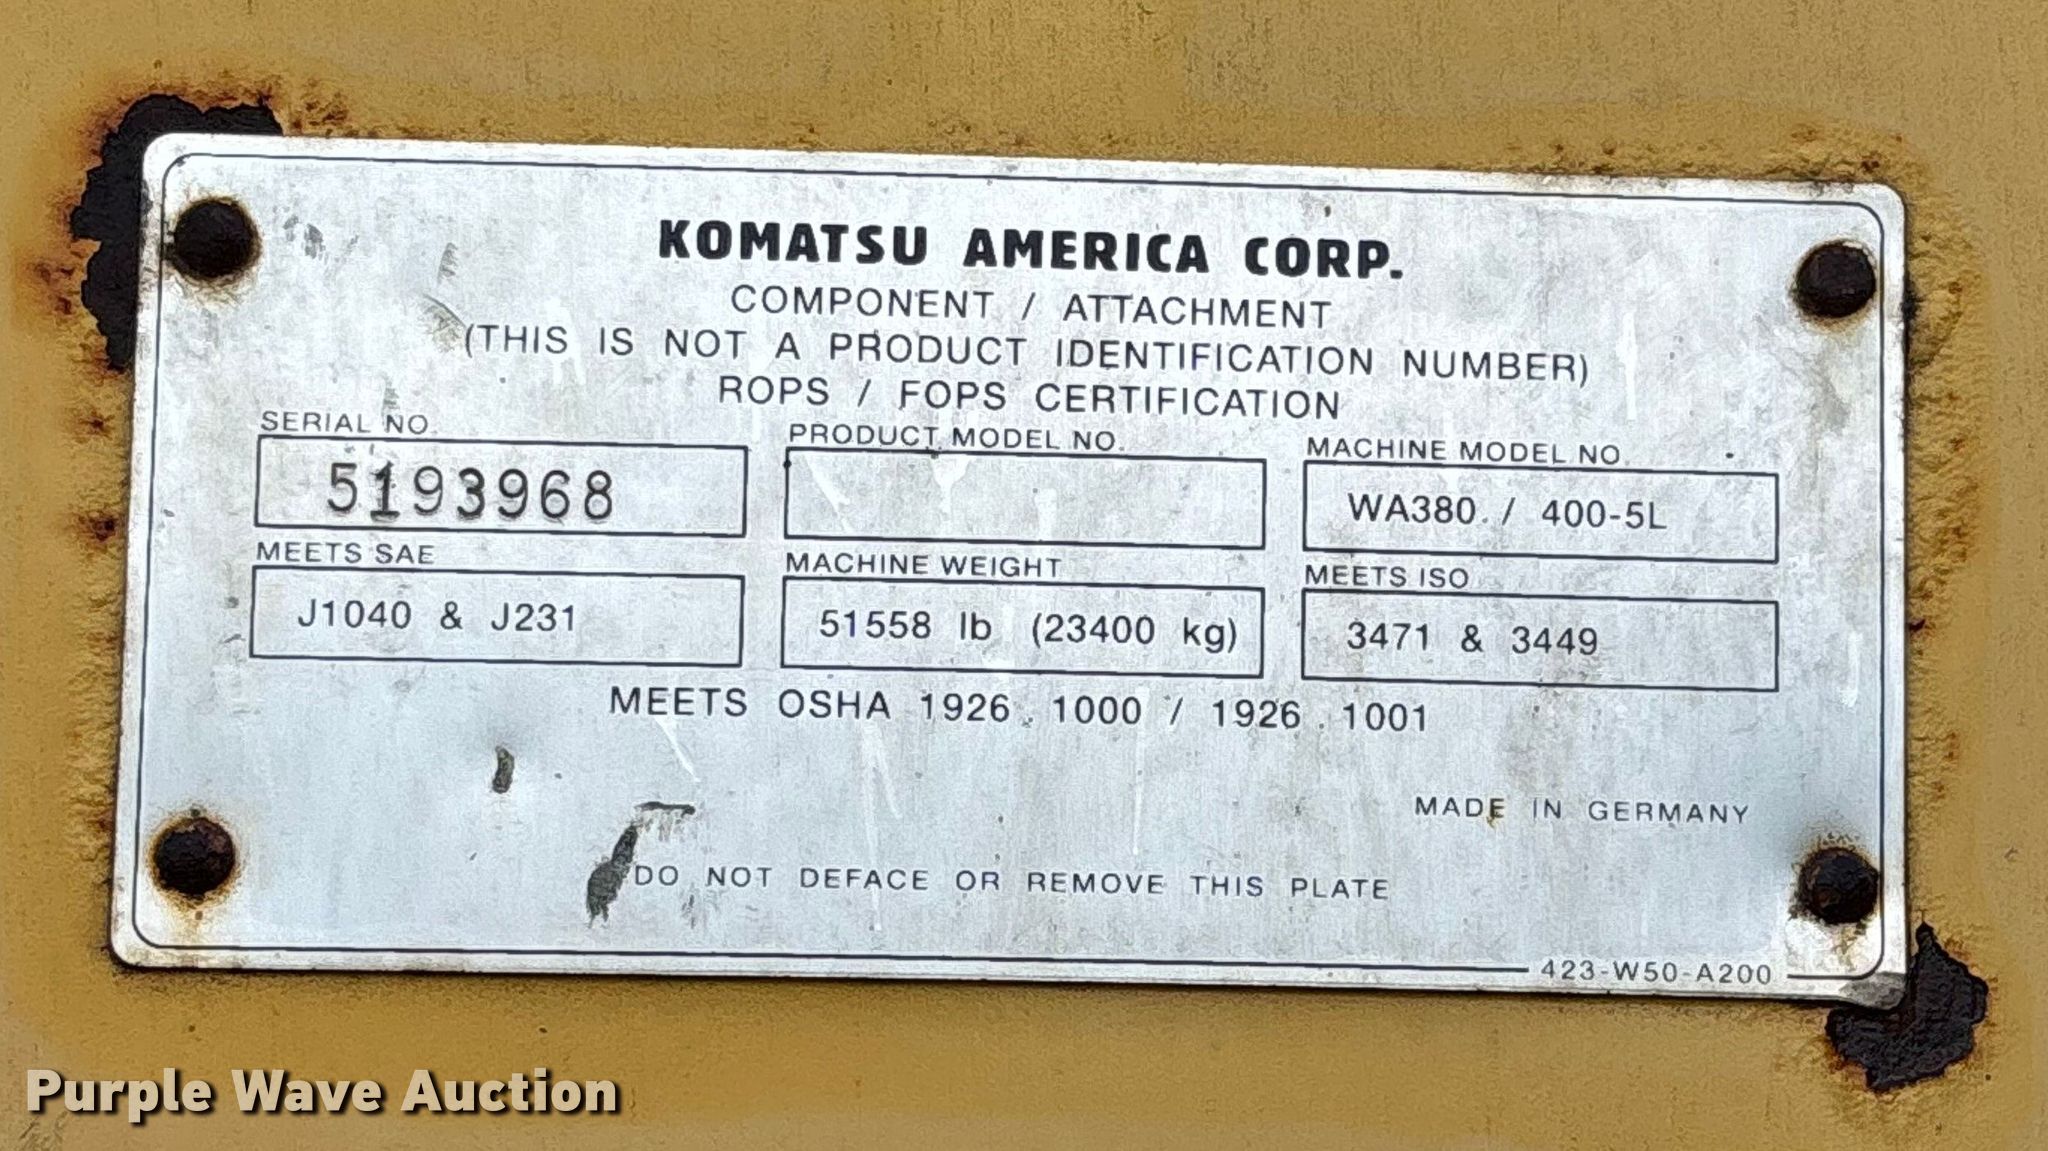 KOMATSU AMERICA CORP.
COMPONENT / ATTACHMENT
(THIS IS NOT A PRODUCT IDENTIFICATION NUMBER)
ROPS / FOPS CERTIFICATION
SERIAL NO. PRODUCT MODEL NO. MACHINE MODEL NO.
5193968 WA380 / 400-5L
MEETS SAE MACHINE WEIGHT MEETS ISO
J1040 & J231 51558 lb (23400 kg) 3471 & 3449
MEETS OSHA 1926.1000 / 1926.1001
MADE IN GERMANY
DO NOT DEFACE OR REMOVE THIS PLATE
423-W50-A200
Purple Wave Auction